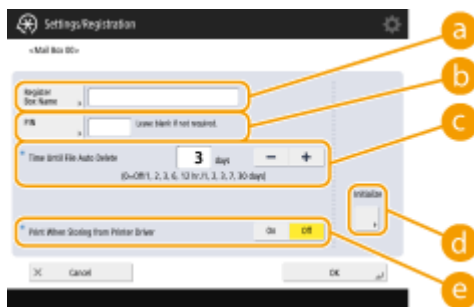 Settings/Registration
<Mail Box 00>
a
b
c
d
e
Register
Box Name
PIN
Leave blank if not required.
* Time Until File Auto Delete
3 days
− +
(0=Off/1, 2, 3, 6, 12 hr./1, 2, 3, 7, 30 days)
Initialize
* Print When Storing from Printer Driver
On Off
× Cancel
OK